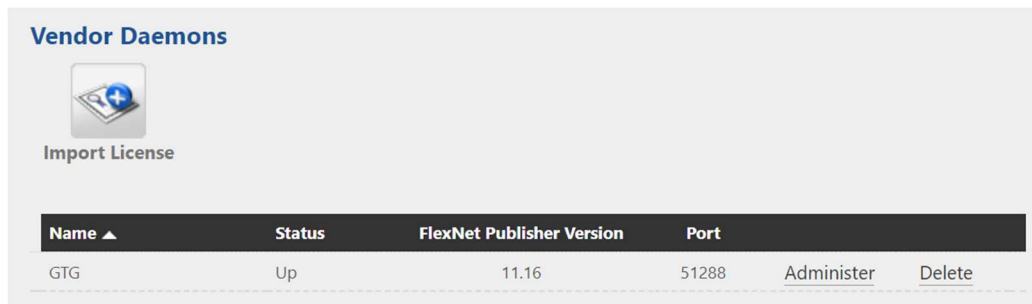 Vendor Daemons
Import License
Name ▲ Status FlexNet Publisher Version Port
GTG Up 11.16 51288 Administer Delete